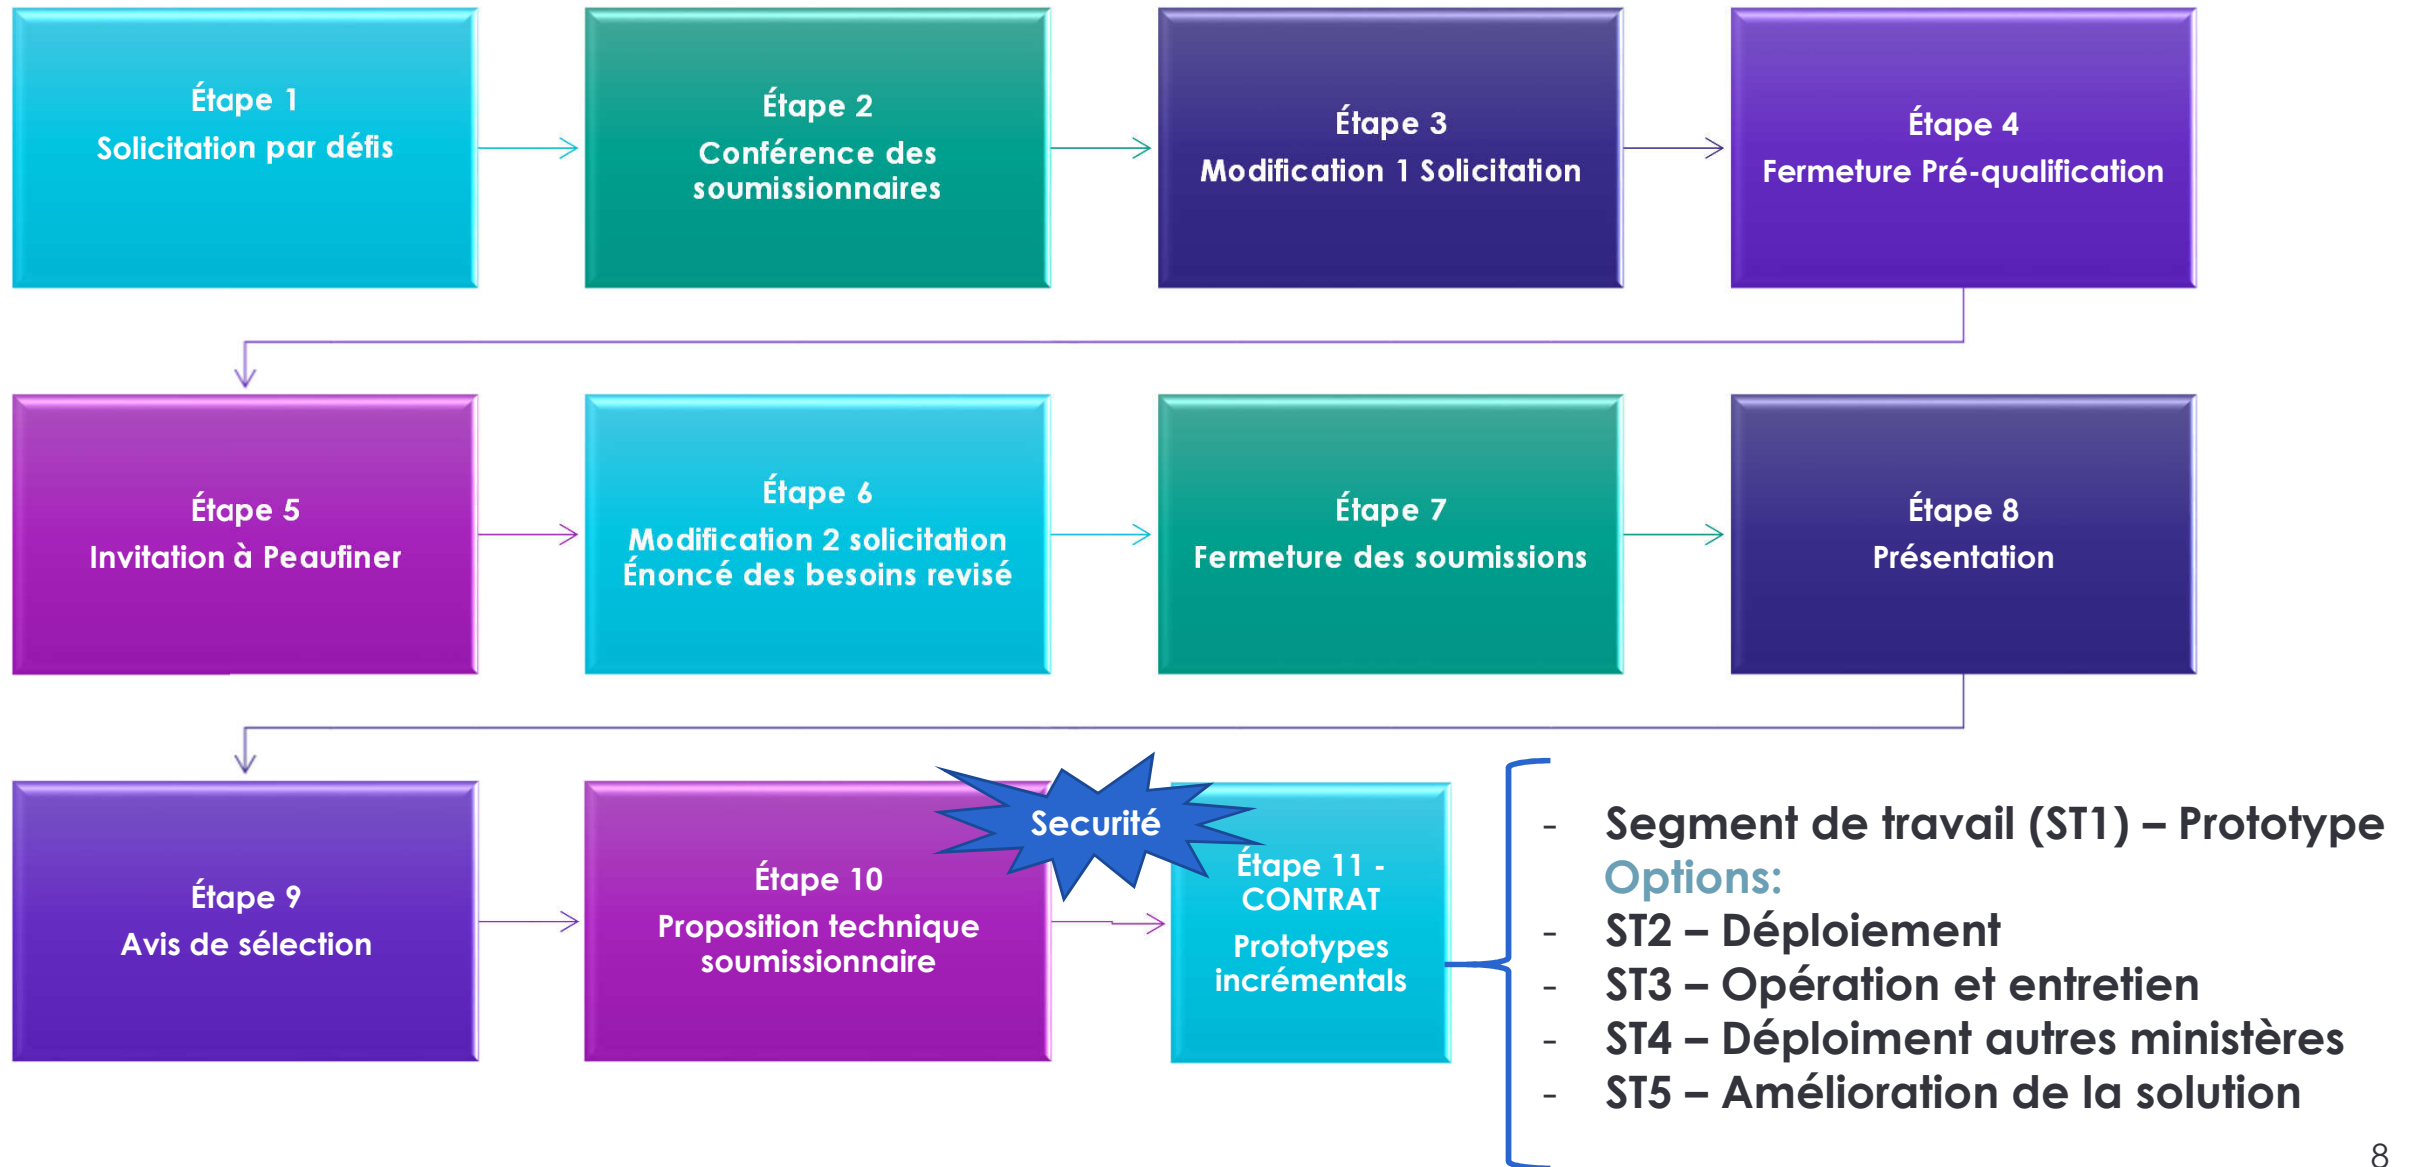 Étape 1
Solicitation par défis
Étape 2
Conférence des
soumissionnaires
Étape 3
Modification 1 Solicitation
Étape 4
Fermeture Pré-qualification
Étape 5
Invitation à Peaufiner
Étape 6
Modification 2 solicitation
Énoncé des besoins revisé
Étape 7
Fermeture des soumissions
Étape 8
Présentation
Étape 9
Avis de sélection
Étape 10
Proposition technique
soumissionnaire
Securité
Étape 11 -
CONTRAT
Prototypes
incrémentals
- Segment de travail (ST1) – Prototype
Options:
- ST2 – Déploiement
- ST3 – Opération et entretien
- ST4 – Déploiment autres ministères
- ST5 – Amélioration de la solution
8